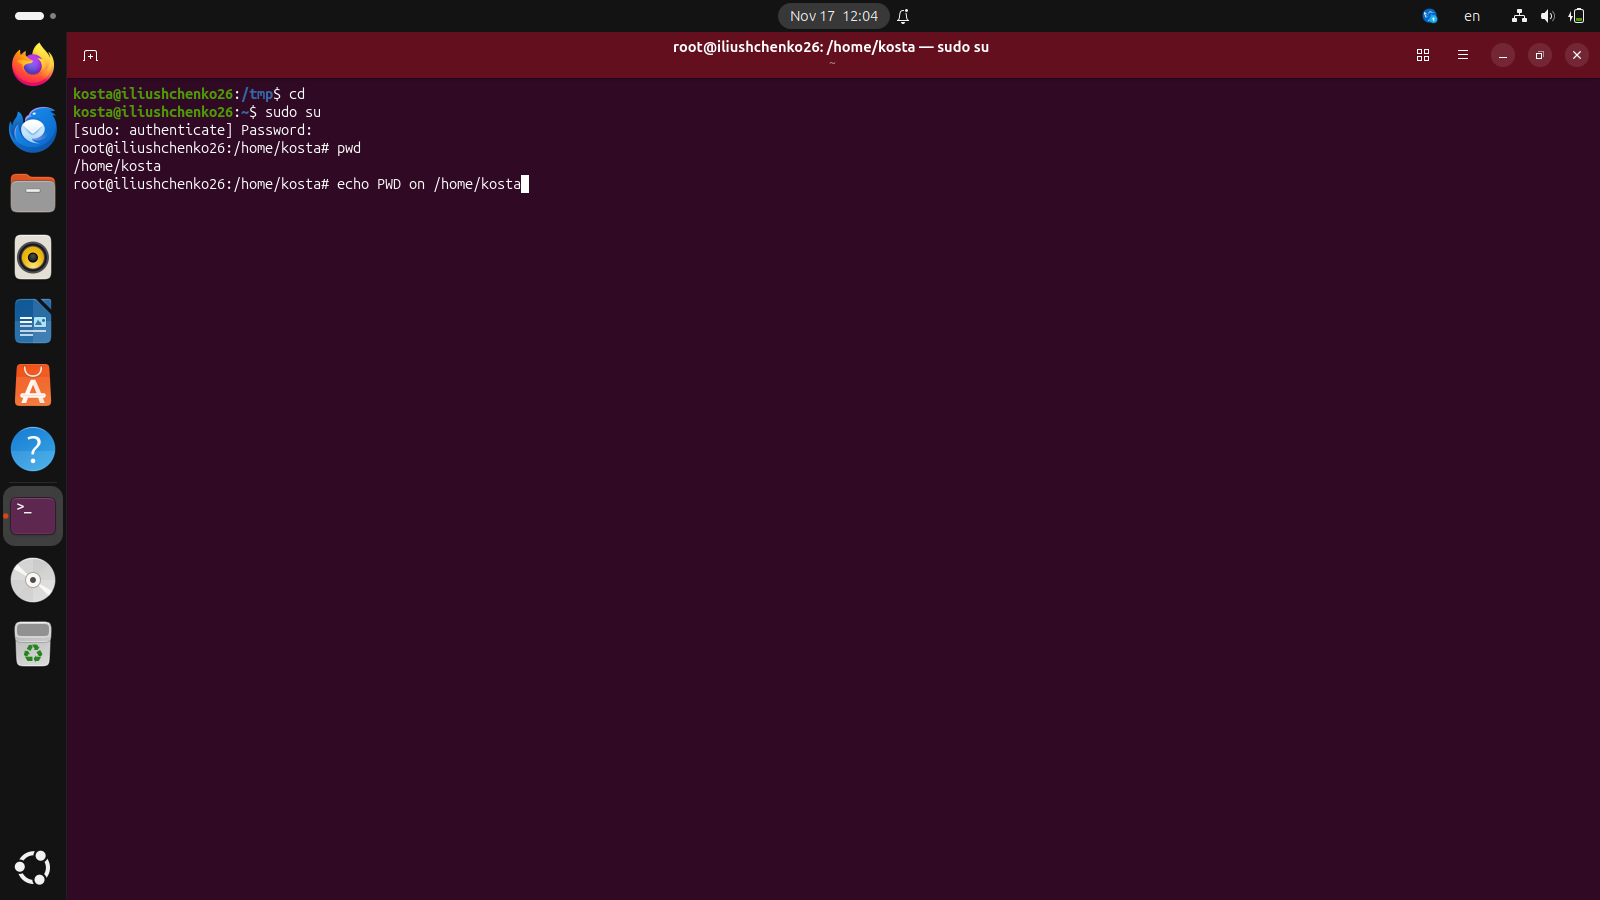 Nov 17 12:04
en
root@iliushchenko26: /home/kosta — sudo su
~
kosta@iliushchenko26:/tmp$ cd
kosta@iliushchenko26:~$ sudo su
[sudo: authenticate] Password:
root@iliushchenko26:/home/kosta# pwd
/home/kosta
root@iliushchenko26:/home/kosta# echo PWD on /home/kosta